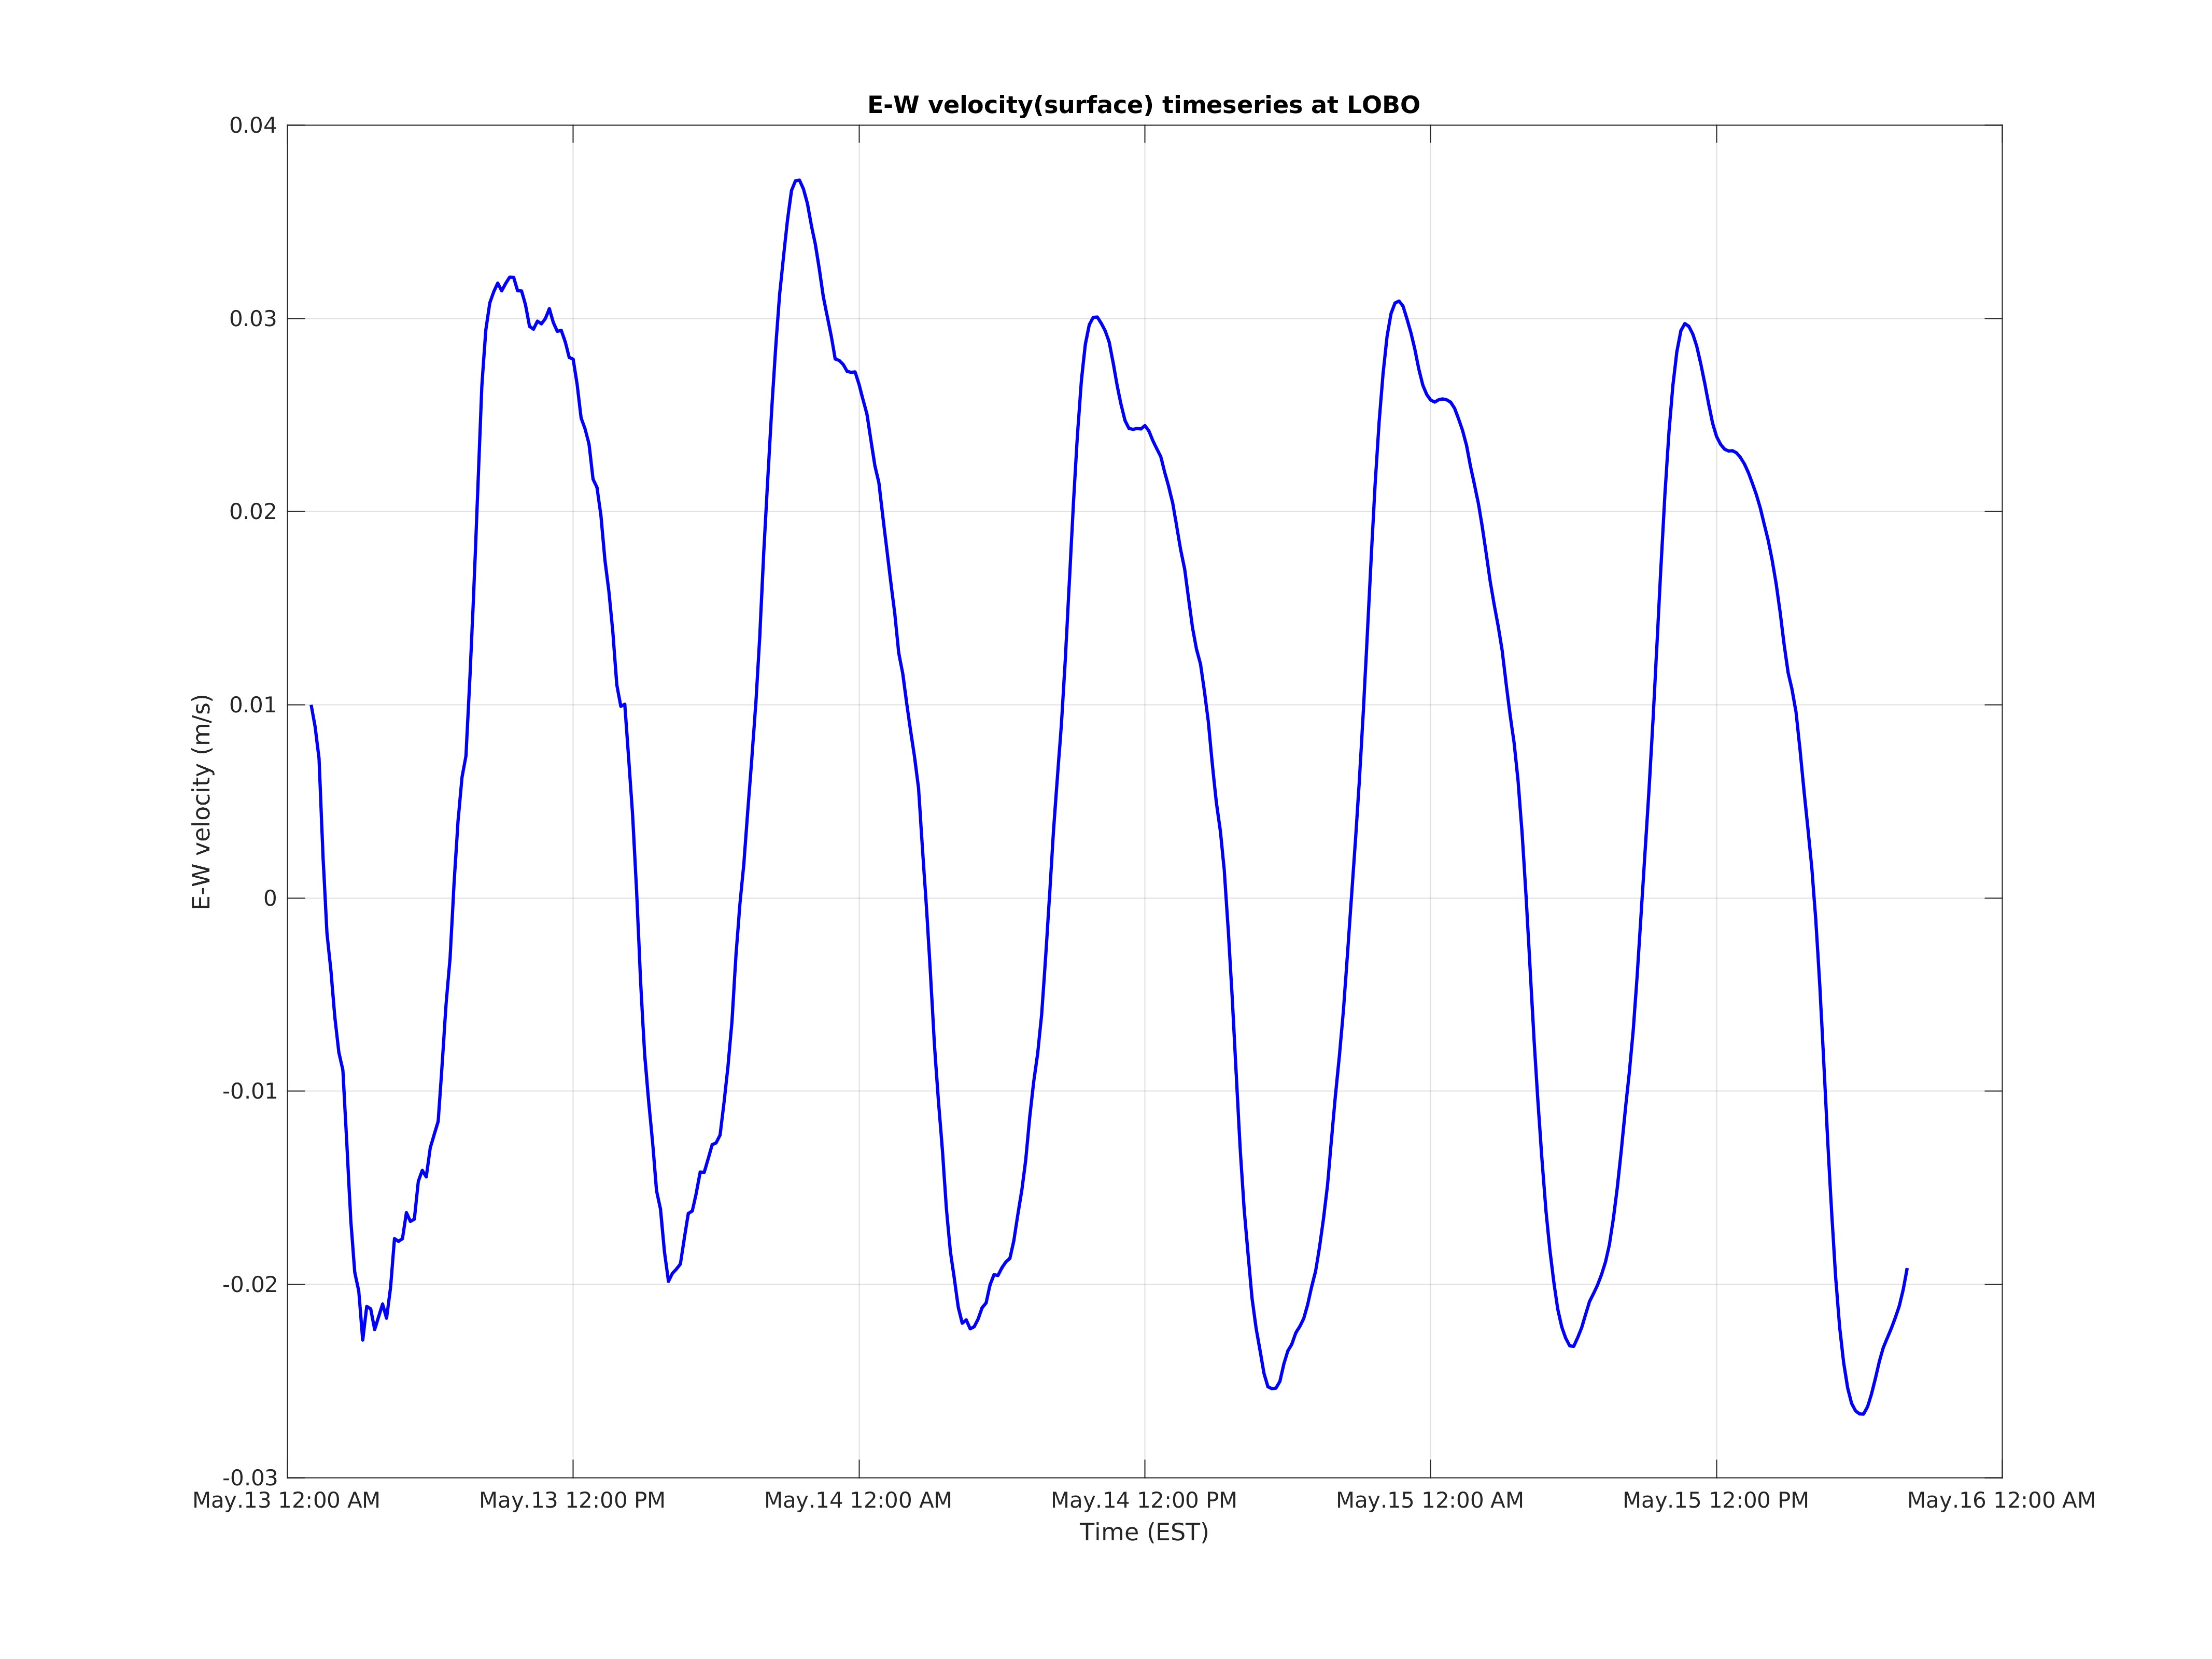 E-W velocity(surface) timeseries at LOBO
0.04
0.03
0.02
0.01
0
-0.01
-0.02
-0.03
E-W velocity (m/s)
May.13 12:00 AM
May.13 12:00 PM
May.14 12:00 AM
May.14 12:00 PM
May.15 12:00 AM
May.15 12:00 PM
May.16 12:00 AM
Time (EST)